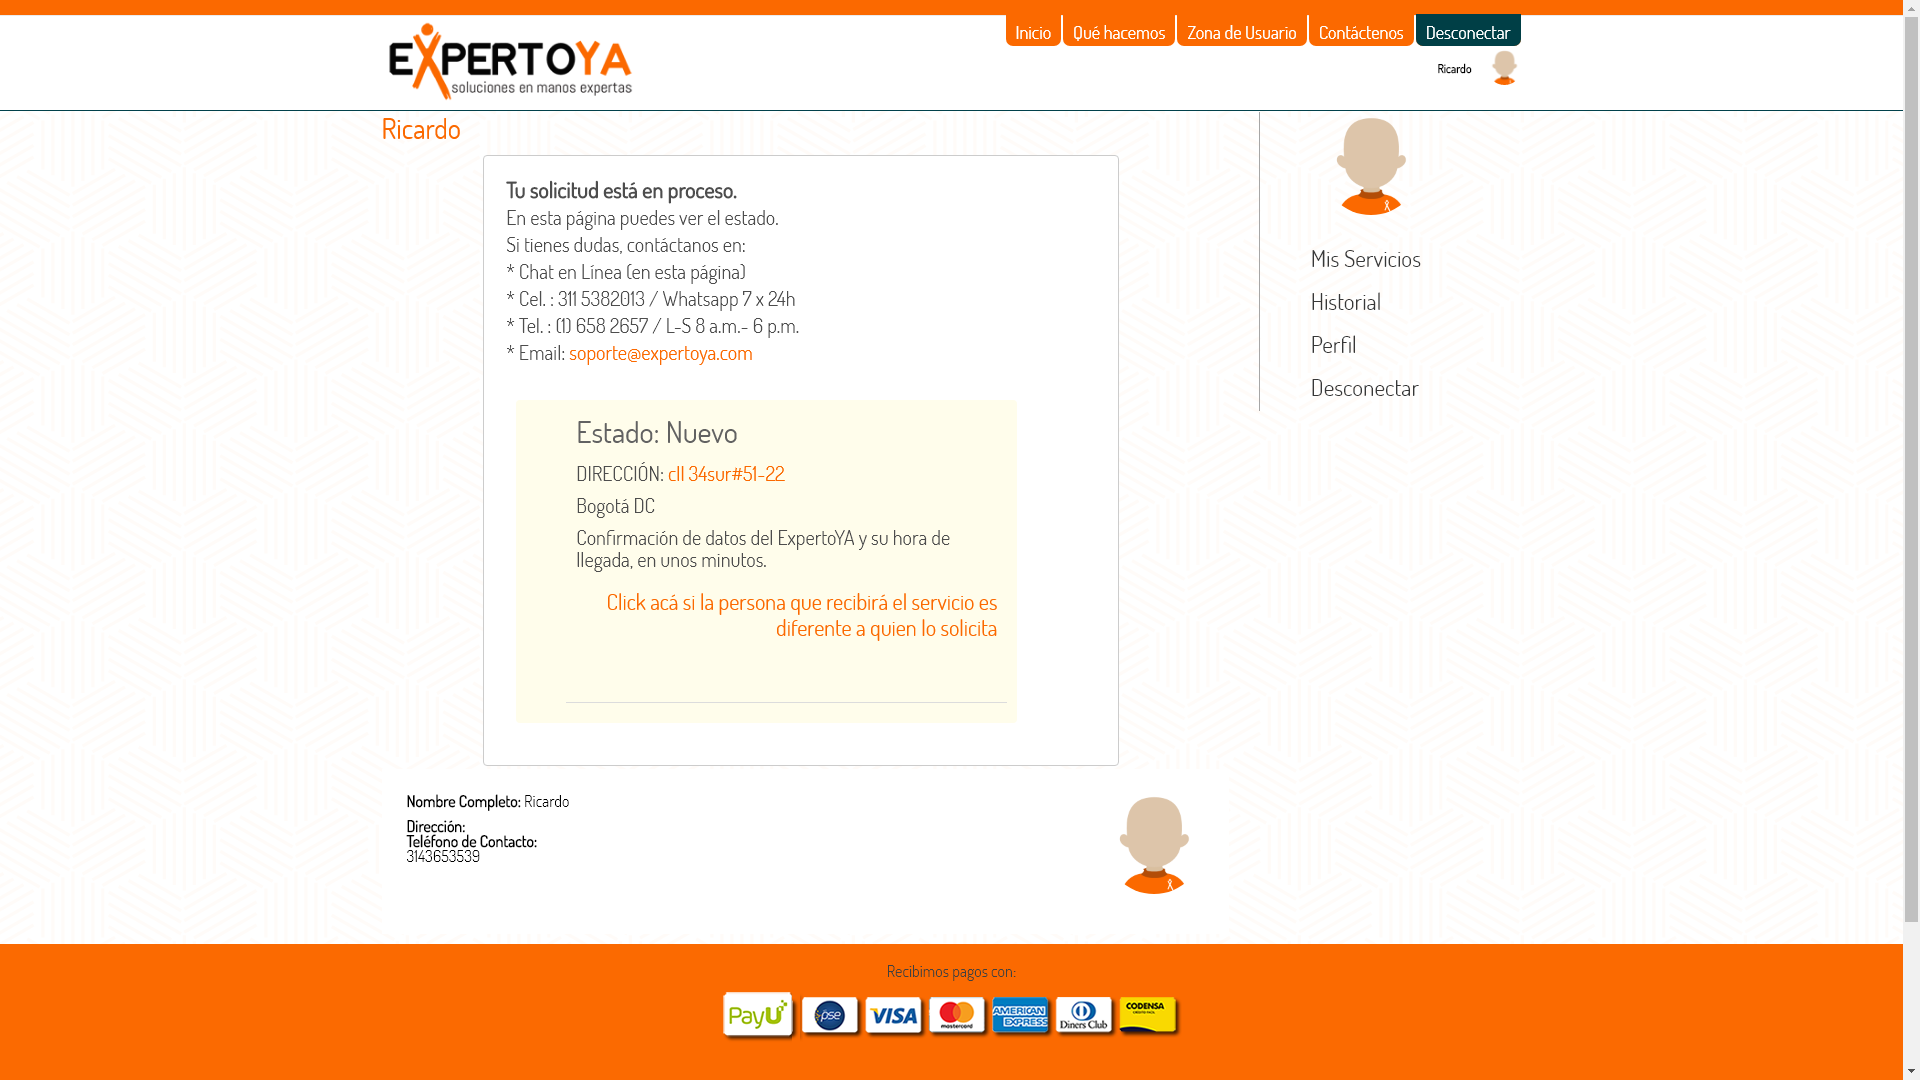 Inicio
Qué hacemos
Zona de Usuario
Contáctenos
Desconectar
EXPERTOYA
soluciones en manos expertas
Ricardo
Ricardo
Tu solicitud está en proceso.
En esta página puedes ver el estado.
Si tienes dudas, contáctanos en:
* Chat en Línea (en esta página)
* Cel. : 311 5382013 / Whatsapp 7 x 24h
* Tel. : (1) 658 2657 / L-S 8 a.m.- 6 p.m.
* Email: soporte@expertoya.com
Estado: Nuevo
DIRECCIÓN: cll 34sur#51-22
Bogotá DC
Confirmación de datos del ExpertoYA y su hora de
llegada, en unos minutos.
Click acá si la persona que recibirá el servicio es
diferente a quien lo solicita
Mis Servicios
Historial
Perfil
Desconectar
Nombre Completo: Ricardo
Dirección:
Teléfono de Contacto:
3143653539
Recibimos pagos con:
PayU
pse
VISA
mastercard
AMERICAN
EXPRESS
Diners Club
CODENSA